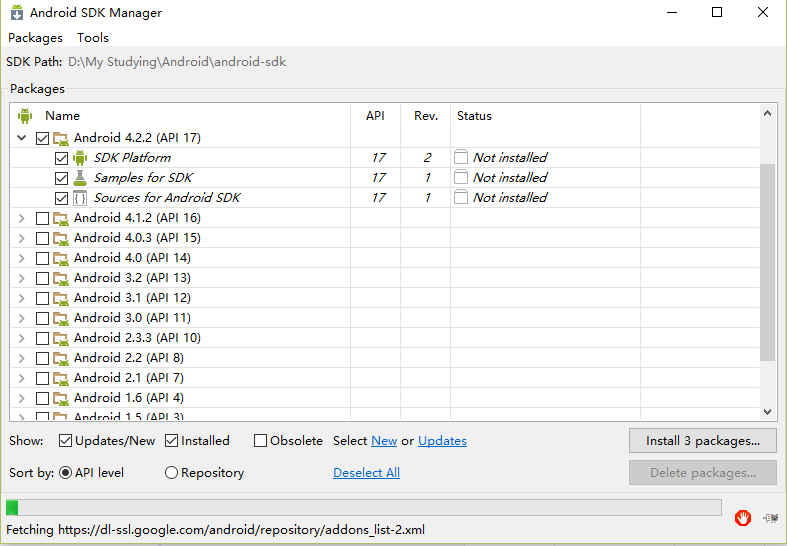 Android SDK Manager
Packages Tools
SDK Path: D:\My Studying\Android\android-sdk
Packages
Name API Rev. Status
Android 4.2.2 (API 17)
SDK Platform 17 2 Not installed
Samples for SDK 17 1 Not installed
Sources for Android SDK 17 1 Not installed
Android 4.1.2 (API 16)
Android 4.0.3 (API 15)
Android 4.0 (API 14)
Android 3.2 (API 13)
Android 3.1 (API 12)
Android 3.0 (API 11)
Android 2.3.3 (API 10)
Android 2.2 (API 8)
Android 2.1 (API 7)
Android 1.6 (API 4)
Android 1.5 (API 3)
Show: Updates/New Installed Obsolete Select New or Updates Install 3 packages...
Sort by: API level Repository Deselect All Delete packages...
Fetching https://dl-ssl.google.com/android/repository/addons_list-2.xml